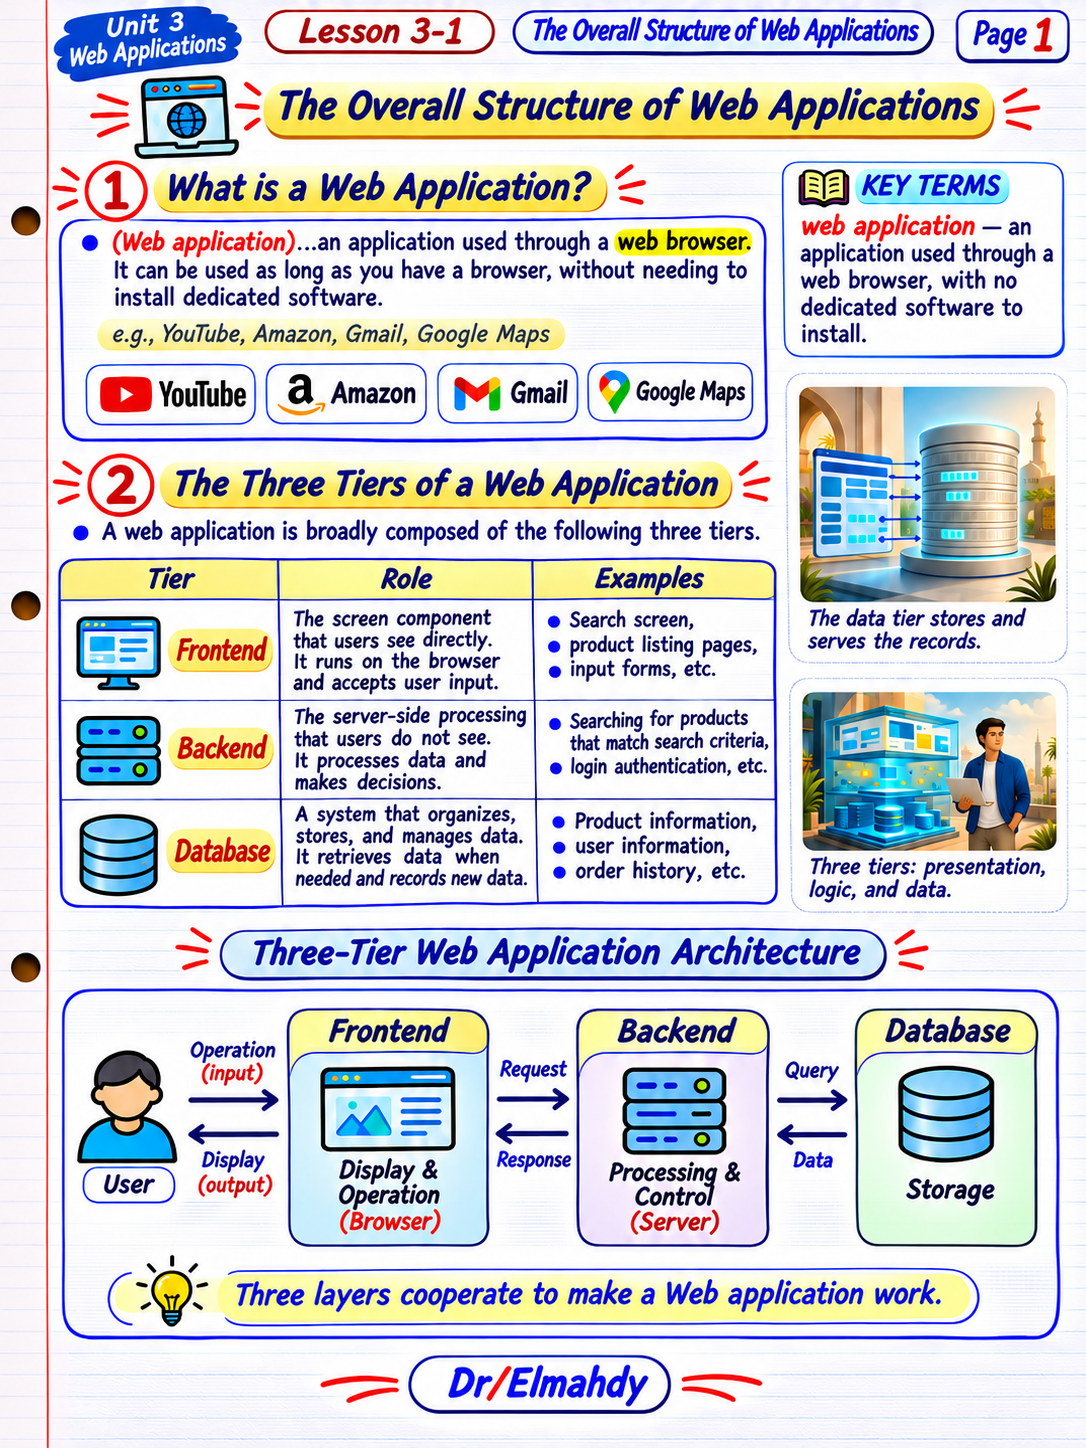 Unit 3
Web Applications
Lesson 3-1
The Overall Structure of Web Applications
Page 1
The Overall Structure of Web Applications
1 What is a Web Application?
(Web application)...an application used through a web browser.
It can be used as long as you have a browser, without needing to
install dedicated software.
e.g., YouTube, Amazon, Gmail, Google Maps
YouTube
a Amazon
Gmail
Google Maps
KEY TERMS
web application — an
application used through a
web browser, with no
dedicated software to
install.
The data tier stores and
serves the records.
Three tiers: presentation,
logic, and data.
2 The Three Tiers of a Web Application
A web application is broadly composed of the following three tiers.
Tier
Role
Examples
Frontend
The screen component
that users see directly.
It runs on the browser
and accepts user input.
Search screen,
product listing pages,
input forms, etc.
Backend
The server-side processing
that users do not see.
It processes data and
makes decisions.
Searching for products
that match search criteria,
login authentication, etc.
Database
A system that organizes,
stores, and manages data.
It retrieves data when
needed and records new data.
Product information,
user information,
order history, etc.
Three-Tier Web Application Architecture
User
Operation
(input)
Display
(output)
Frontend
Display &
Operation
(Browser)
Request
Response
Backend
Processing &
Control
(Server)
Query
Data
Database
Storage
Three layers cooperate to make a Web application work.
Dr/Elmahdy